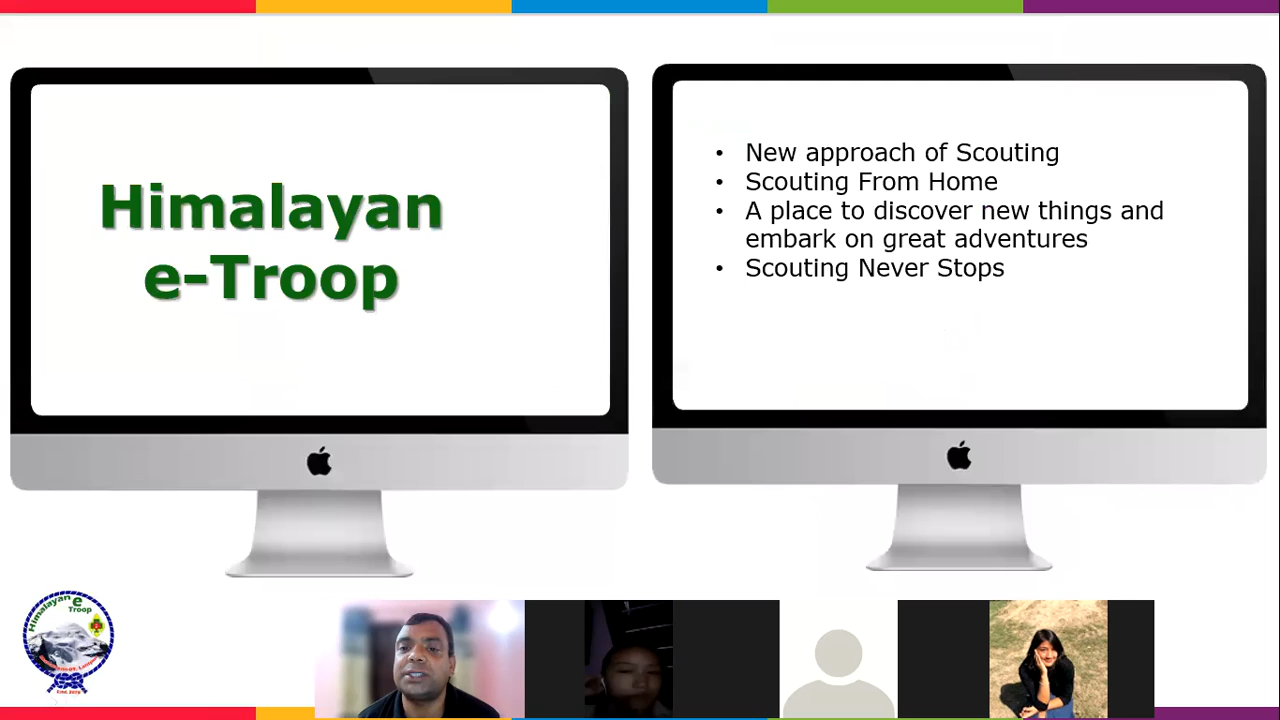 Himalayan
e-Troop
• New approach of Scouting
• Scouting From Home
• A place to discover new things and
embark on great adventures
• Scouting Never Stops
Himalayan e
Troop